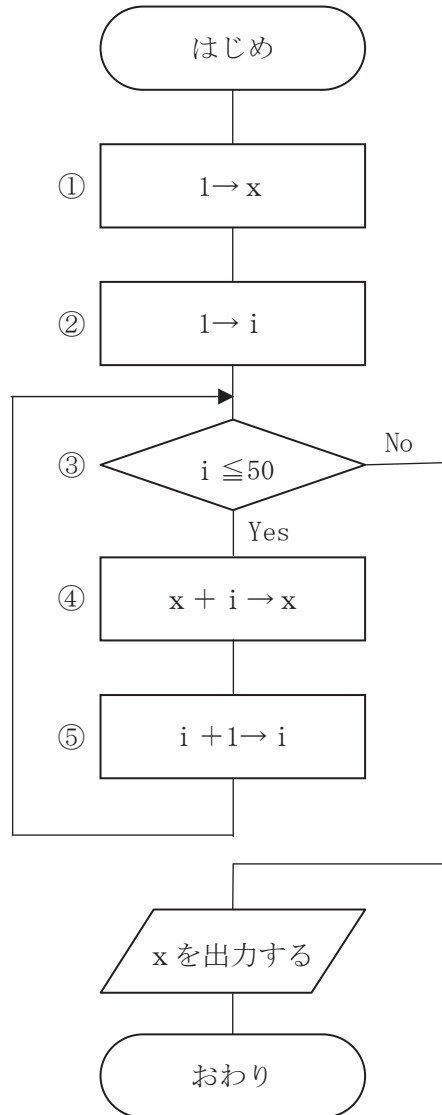 はじめ
① 1→x
② 1→i
③ i≦50 No
Yes
④ x+i→x
⑤ i+1→i
xを出力する
おわり